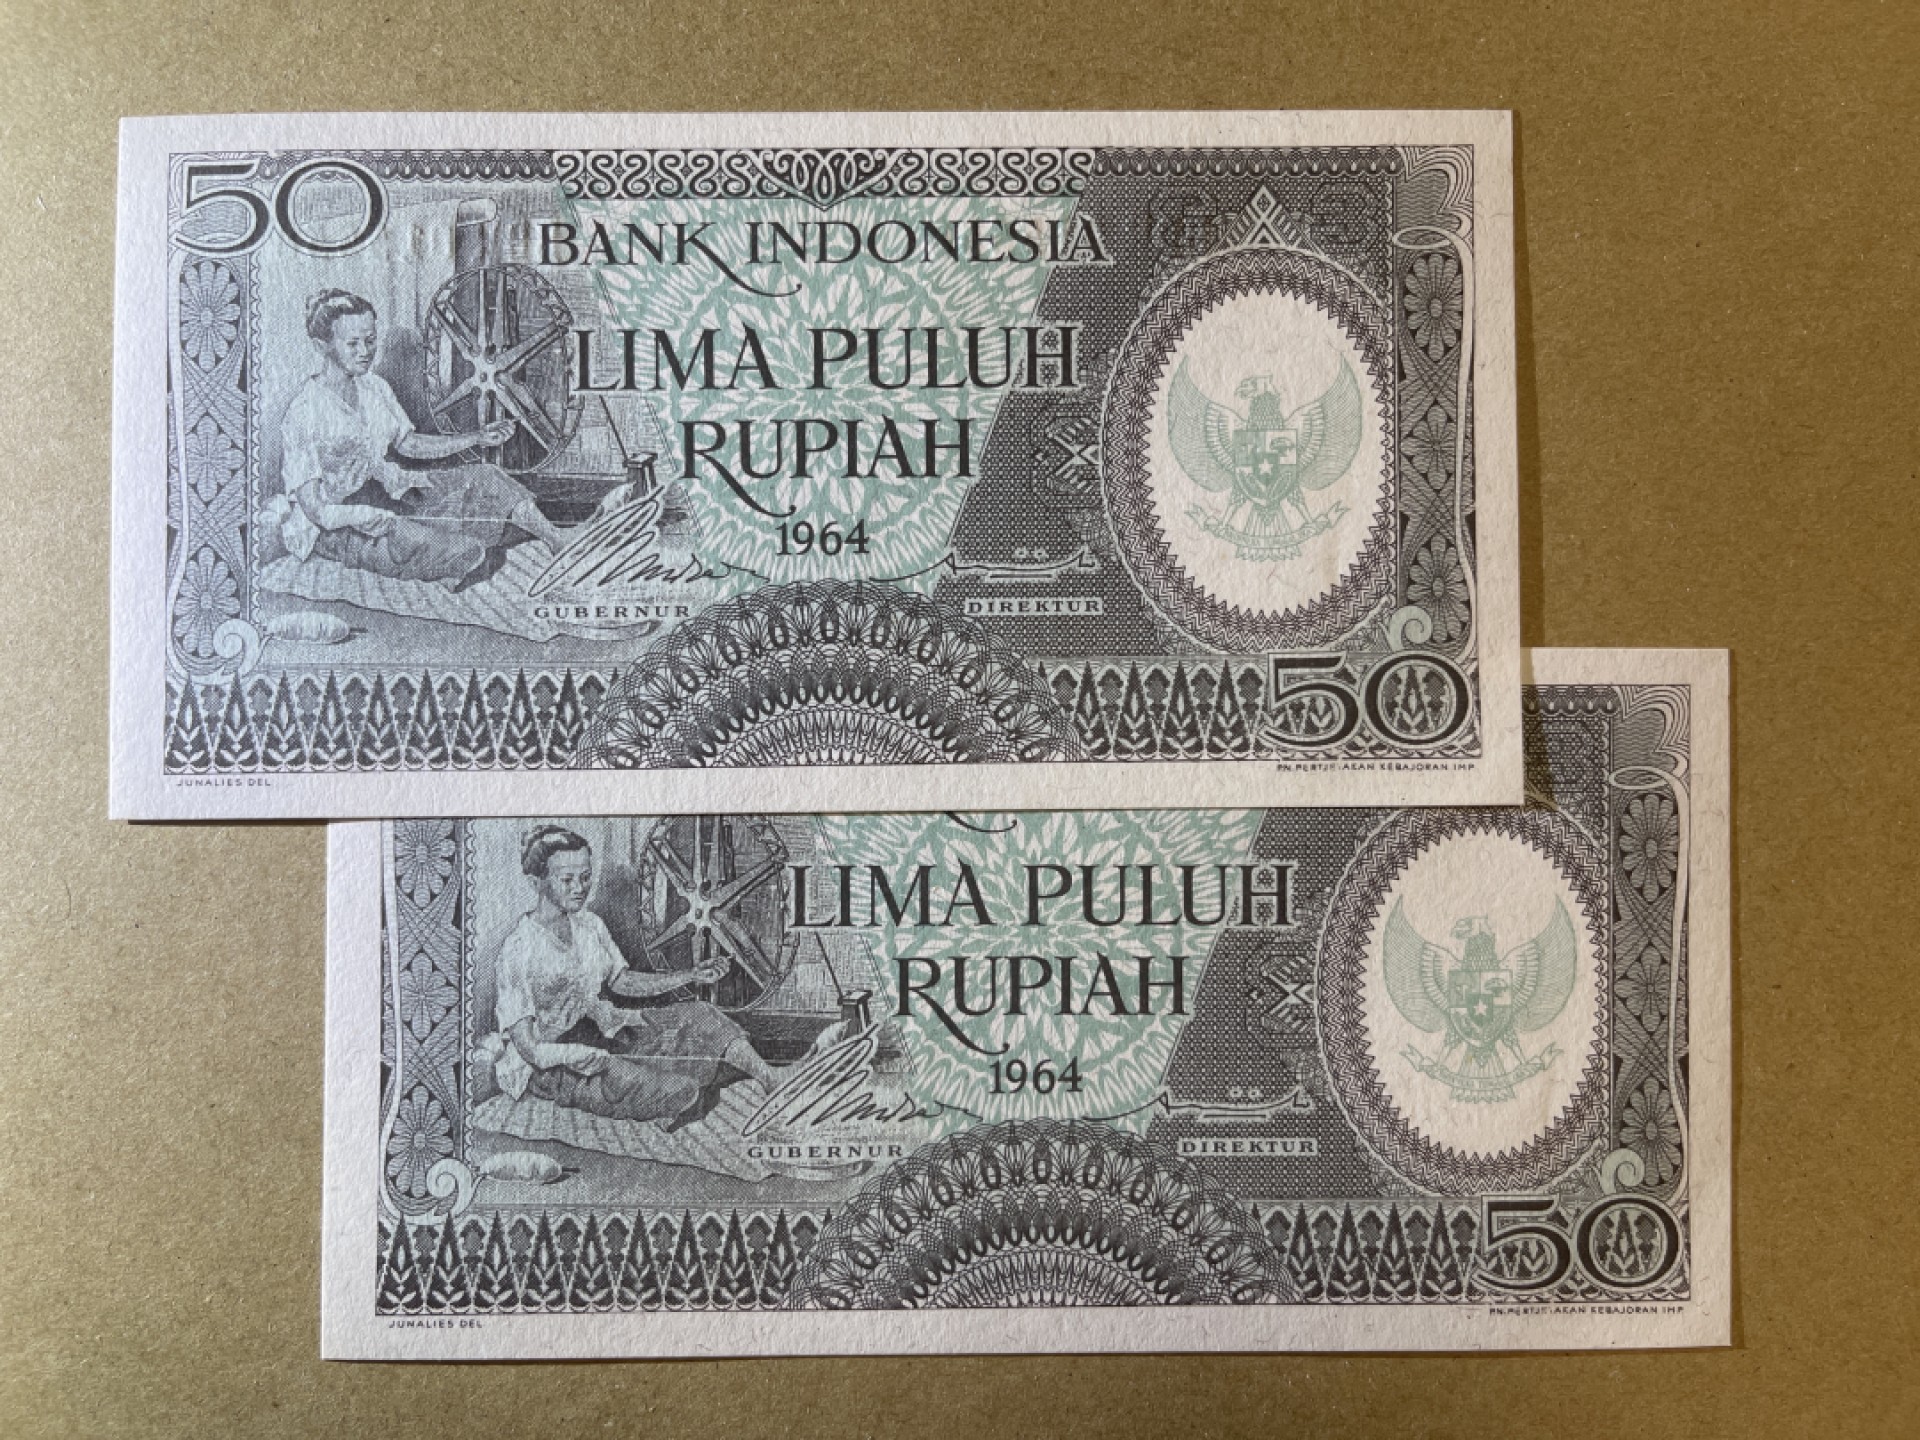 50
BANK INDONESIA
LIMA PULUH
RUPIAH
1964
GUBERNUR
DIREKTUR
50
JUNALIES DEL
PN. PERTJETAKAN KEBAJORAN IMP.
LIMA PULUH
RUPIAH
1964
GUBERNUR
DIREKTUR
50
JUNALIES DEL
PN. PERTJETAKAN KEBAJORAN IMP.